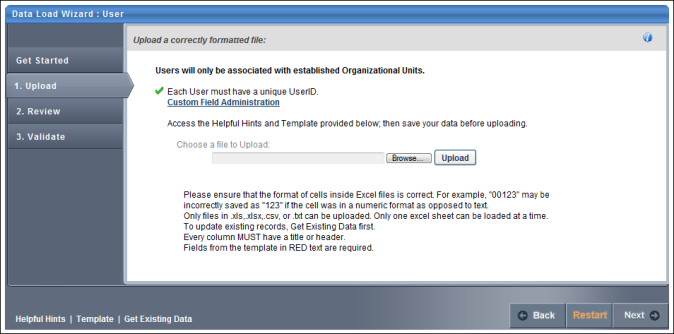 Data Load Wizard : User
Get Started
1. Upload
2. Review
3. Validate
Upload a correctly formatted file:
Users will only be associated with established Organizational Units.
Each User must have a unique UserID.
Custom Field Administration
Access the Helpful Hints and Template provided below; then save your data before uploading.
Choose a file to Upload:
Browse... Upload
Please ensure that the format of cells inside Excel files is correct. For example, "00123" may be
incorrectly saved as "123" if the cell was in a numeric format as opposed to text.
Only files in .xls,.xlsx,.csv, or .txt can be uploaded. Only one excel sheet can be loaded at a time.
To update existing records, Get Existing Data first.
Every column MUST have a title or header.
Fields from the template in RED text are required.
Helpful Hints | Template | Get Existing Data
Back Restart Next